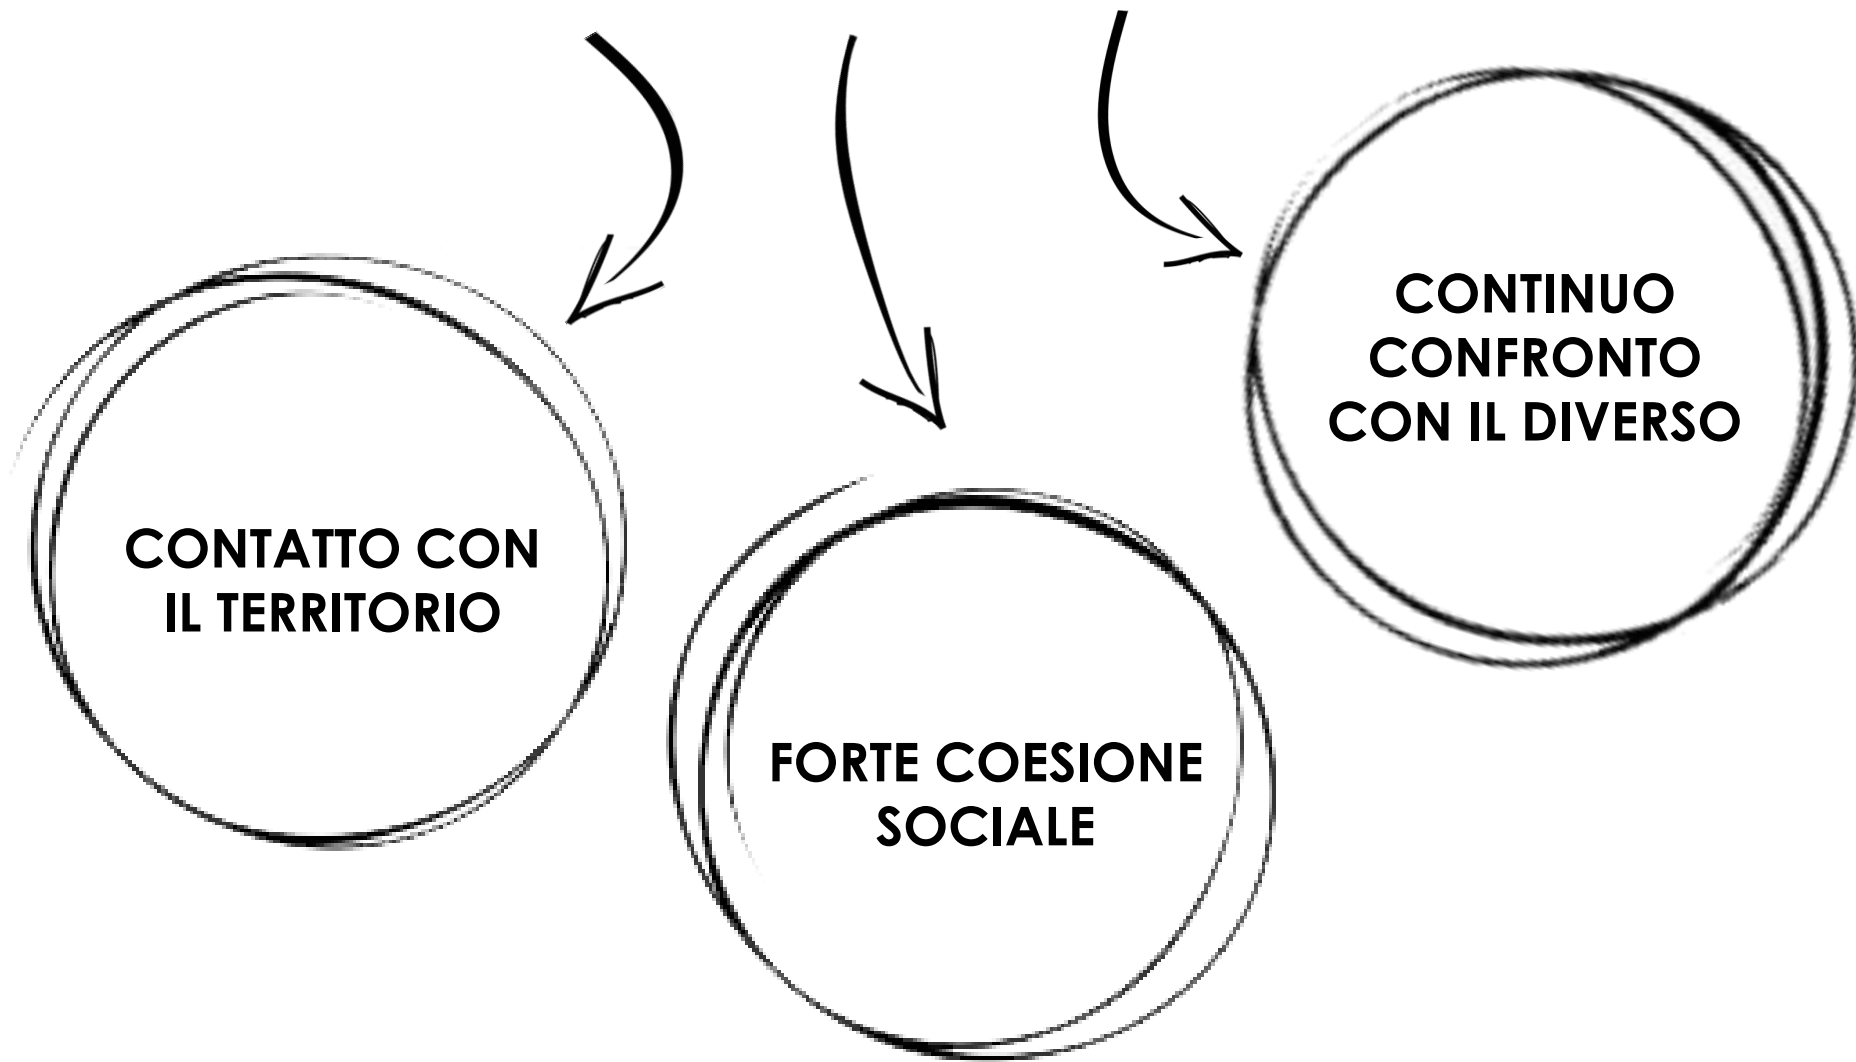 CONTATTO CON
IL TERRITORIO
FORTE COESIONE
SOCIALE
CONTINUO
CONFRONTO
CON IL DIVERSO